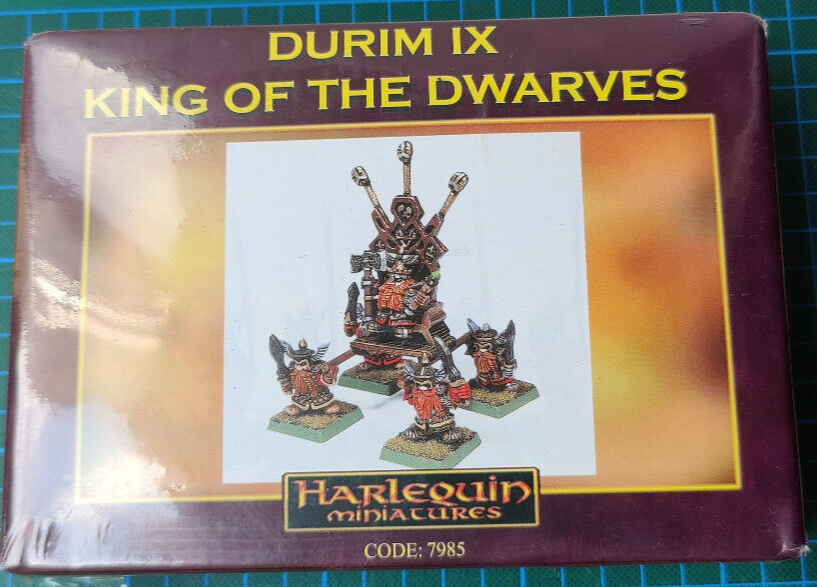 DURIM IX
KING OF THE DWARVES
HARLEQUIN
MINIATURES
CODE: 7985